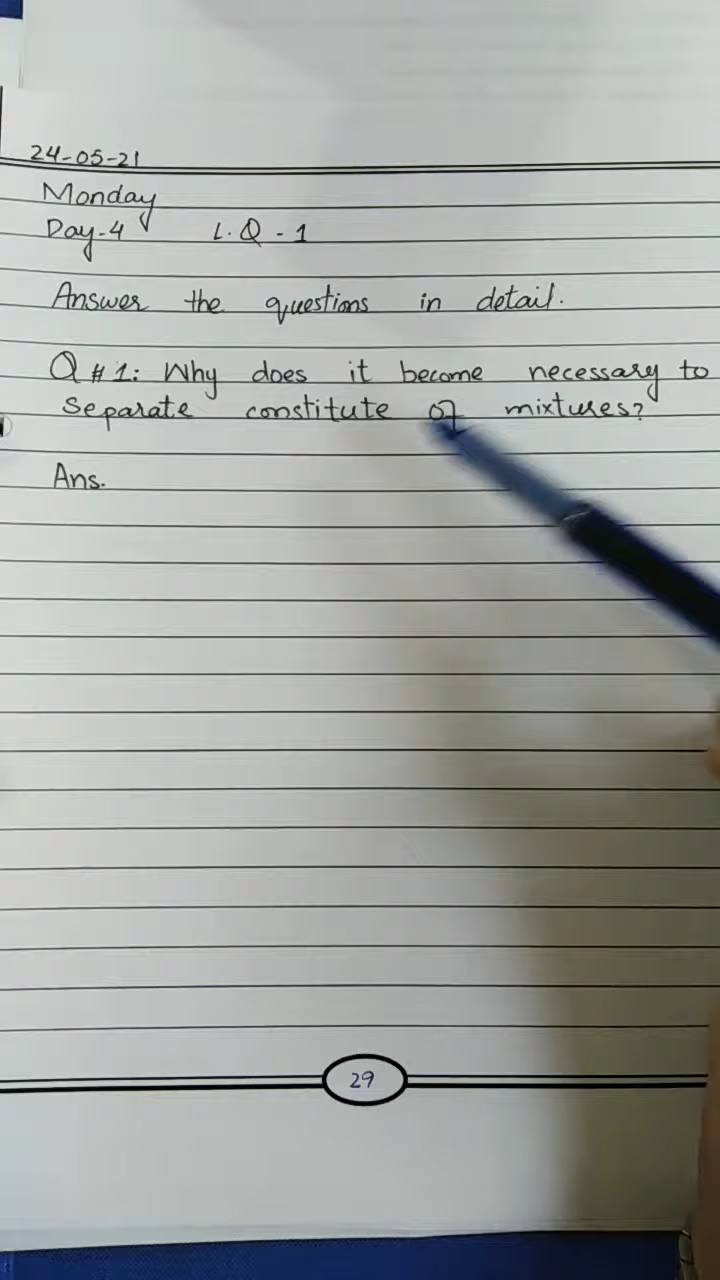 24-05-21
Monday
Day-4 L.Q-1
Answer the questions in detail.
Q#1: Why does it become necessary to
separate constitute of mixtures?
Ans.
29